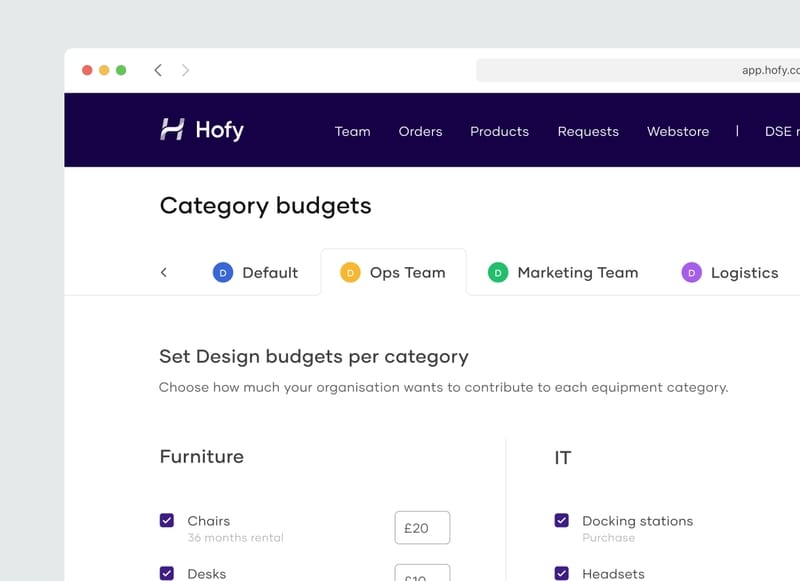 app.hofy.co
Hofy
Team Orders Products Requests Webstore | DSE
Category budgets
D Default D Ops Team D Marketing Team D Logistics
Set Design budgets per category
Choose how much your organisation wants to contribute to each equipment category.
Furniture
IT
Chairs £20
36 months rental
Docking stations
Purchase
Desks £10
Headsets